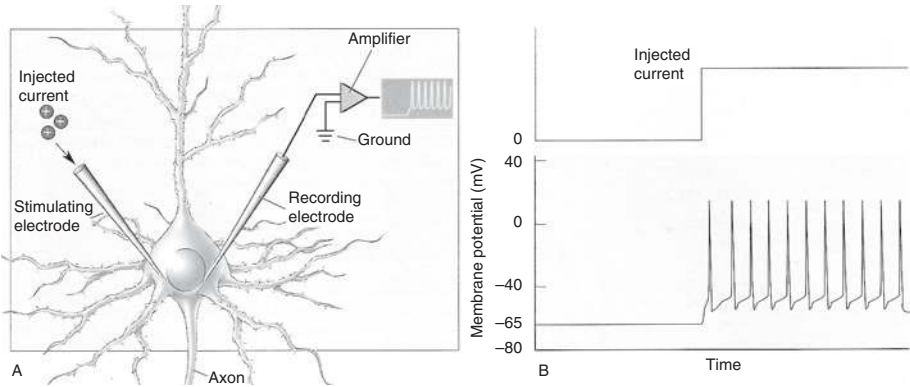 Amplifier
Injected
current
+
+
+
Ground
Recording
electrode
Stimulating
electrode
A
Axon
Injected
current
0
Membrane potential (mV)
40
0
–40
–65
–80
B
Time